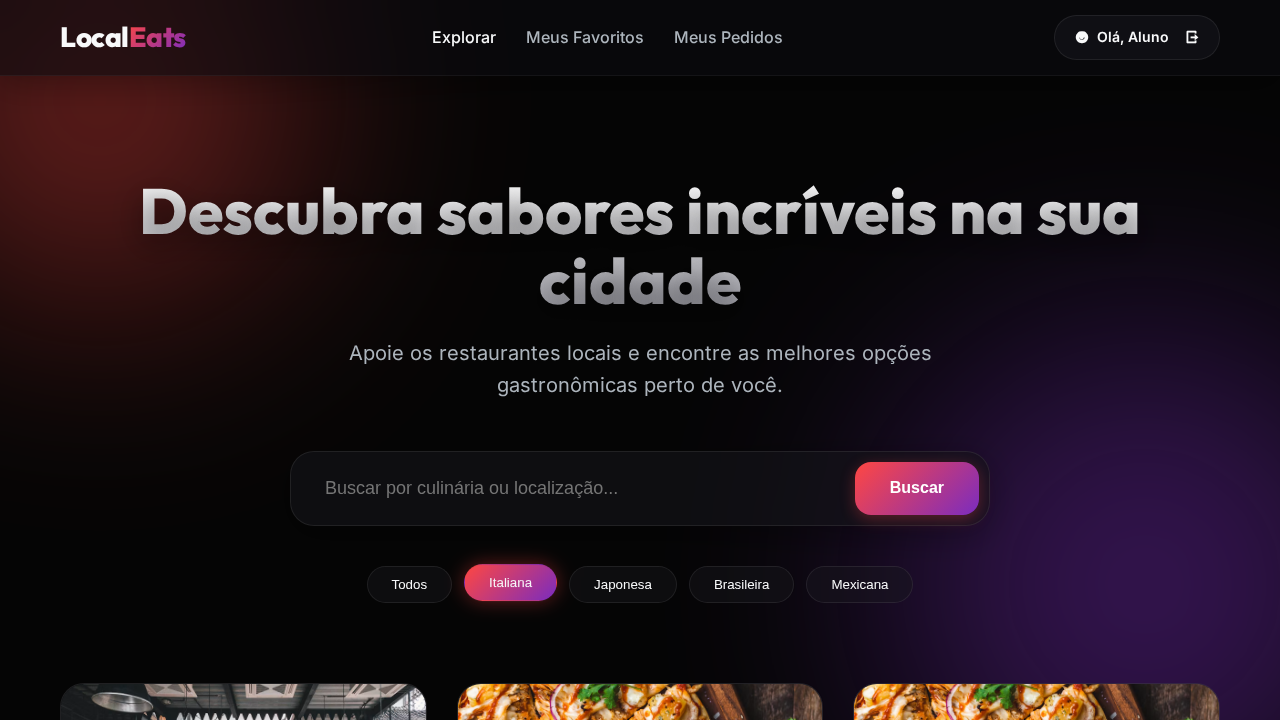 LocalEats
Explorar
Meus Favoritos
Meus Pedidos
Olá, Aluno
Descubra sabores incríveis na sua
cidade
Apoie os restaurantes locais e encontre as melhores opções
gastronômicas perto de você.
Buscar por culinária ou localização...
Buscar
Todos
Italiana
Japonesa
Brasileira
Mexicana